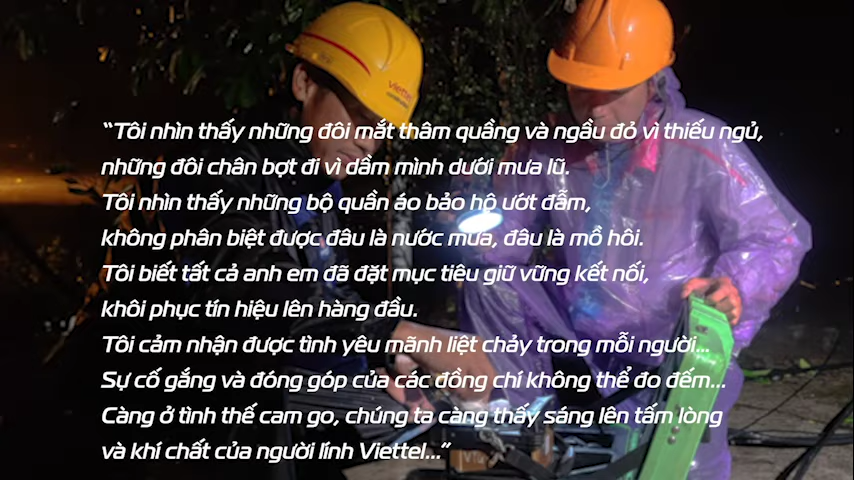 viettel
"Tôi nhìn thấy những đôi mắt thâm quầng và ngầu đỏ vì thiếu ngủ,
những đôi chân bợt đi vì dầm mình dưới mưa lũ.
Tôi nhìn thấy những bộ quần áo bảo hộ ướt đẫm,
không phân biệt được đâu là nước mưa, đâu là mồ hôi.
Tôi biết tất cả anh em đã đặt mục tiêu giữ vững kết nối,
khôi phục tín hiệu lên hàng đầu.
Tôi cảm nhận được tình yêu mãnh liệt chảy trong mỗi người...
Sự cố gắng và đóng góp của các đồng chí không thể đo đếm...
Càng ở tình thế cam go, chúng ta càng thấy sáng lên tấm lòng
và khí chất của người lính Viettel..."